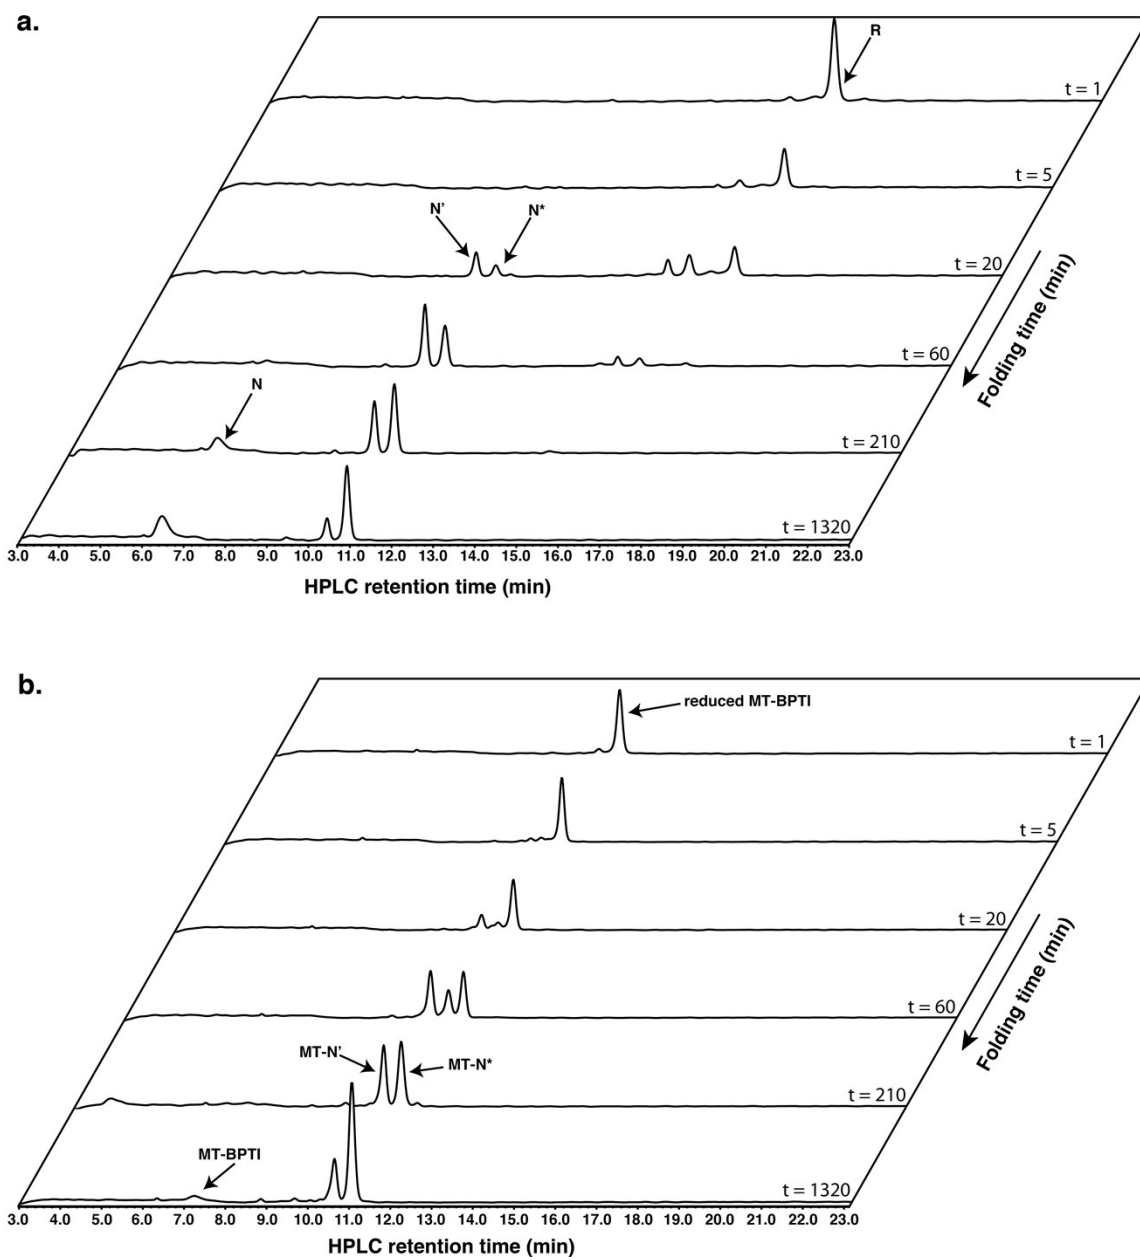 a.
R
t = 1
t = 5
N'
N*
t = 20
t = 60
Folding time (min)
N
t = 210
t = 1320
3.0 4.0 5.0 6.0 7.0 8.0 9.0 10.0 11.0 12.0 13.0 14.0 15.0 16.0 17.0 18.0 19.0 20.0 21.0 22.0 23.0
HPLC retention time (min)
b.
reduced MT-BPTI
t = 1
t = 5
t = 20
t = 60
Folding time (min)
MT-N'
MT-N*
t = 210
MT-BPTI
t = 1320
3.0 4.0 5.0 6.0 7.0 8.0 9.0 10.0 11.0 12.0 13.0 14.0 15.0 16.0 17.0 18.0 19.0 20.0 21.0 22.0 23.0
HPLC retention time (min)